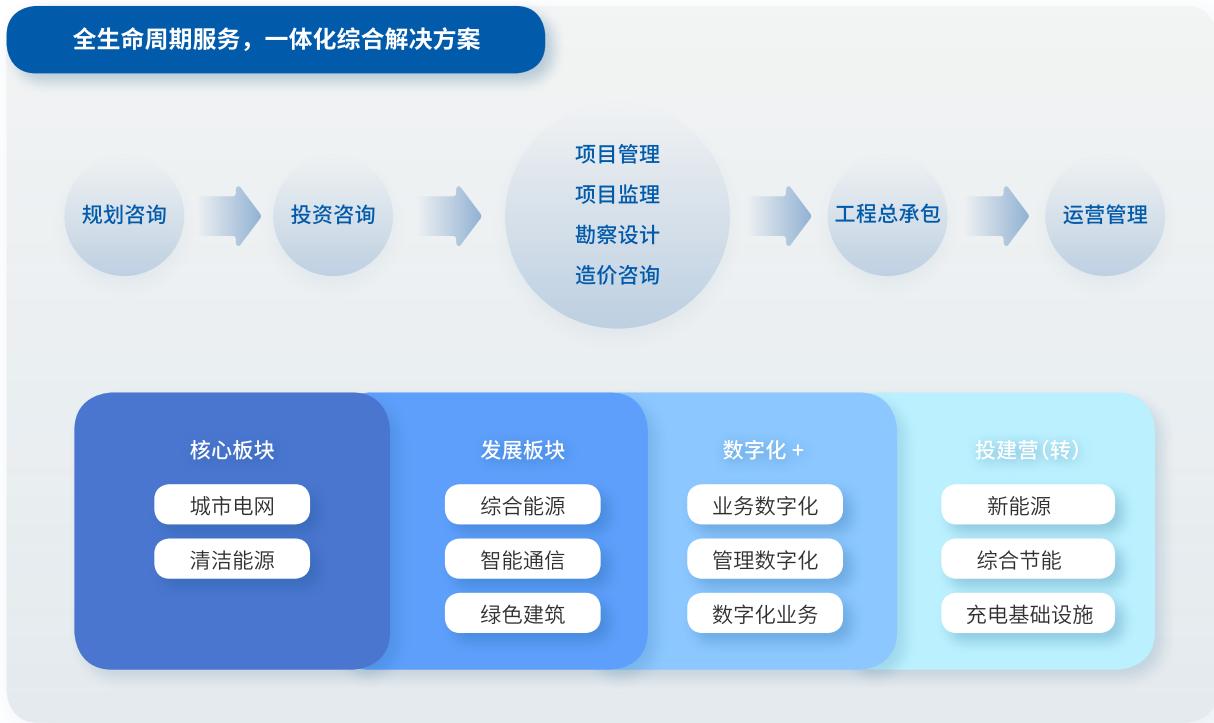 全生命周期服务，一体化综合解决方案
规划咨询
投资咨询
项目管理
项目监理
勘察设计
造价咨询
工程总承包
运营管理
核心板块
城市电网
清洁能源
发展板块
综合能源
智能通信
绿色建筑
数字化 +
业务数字化
管理数字化
数字化业务
投建营（转）
新能源
综合节能
充电基础设施